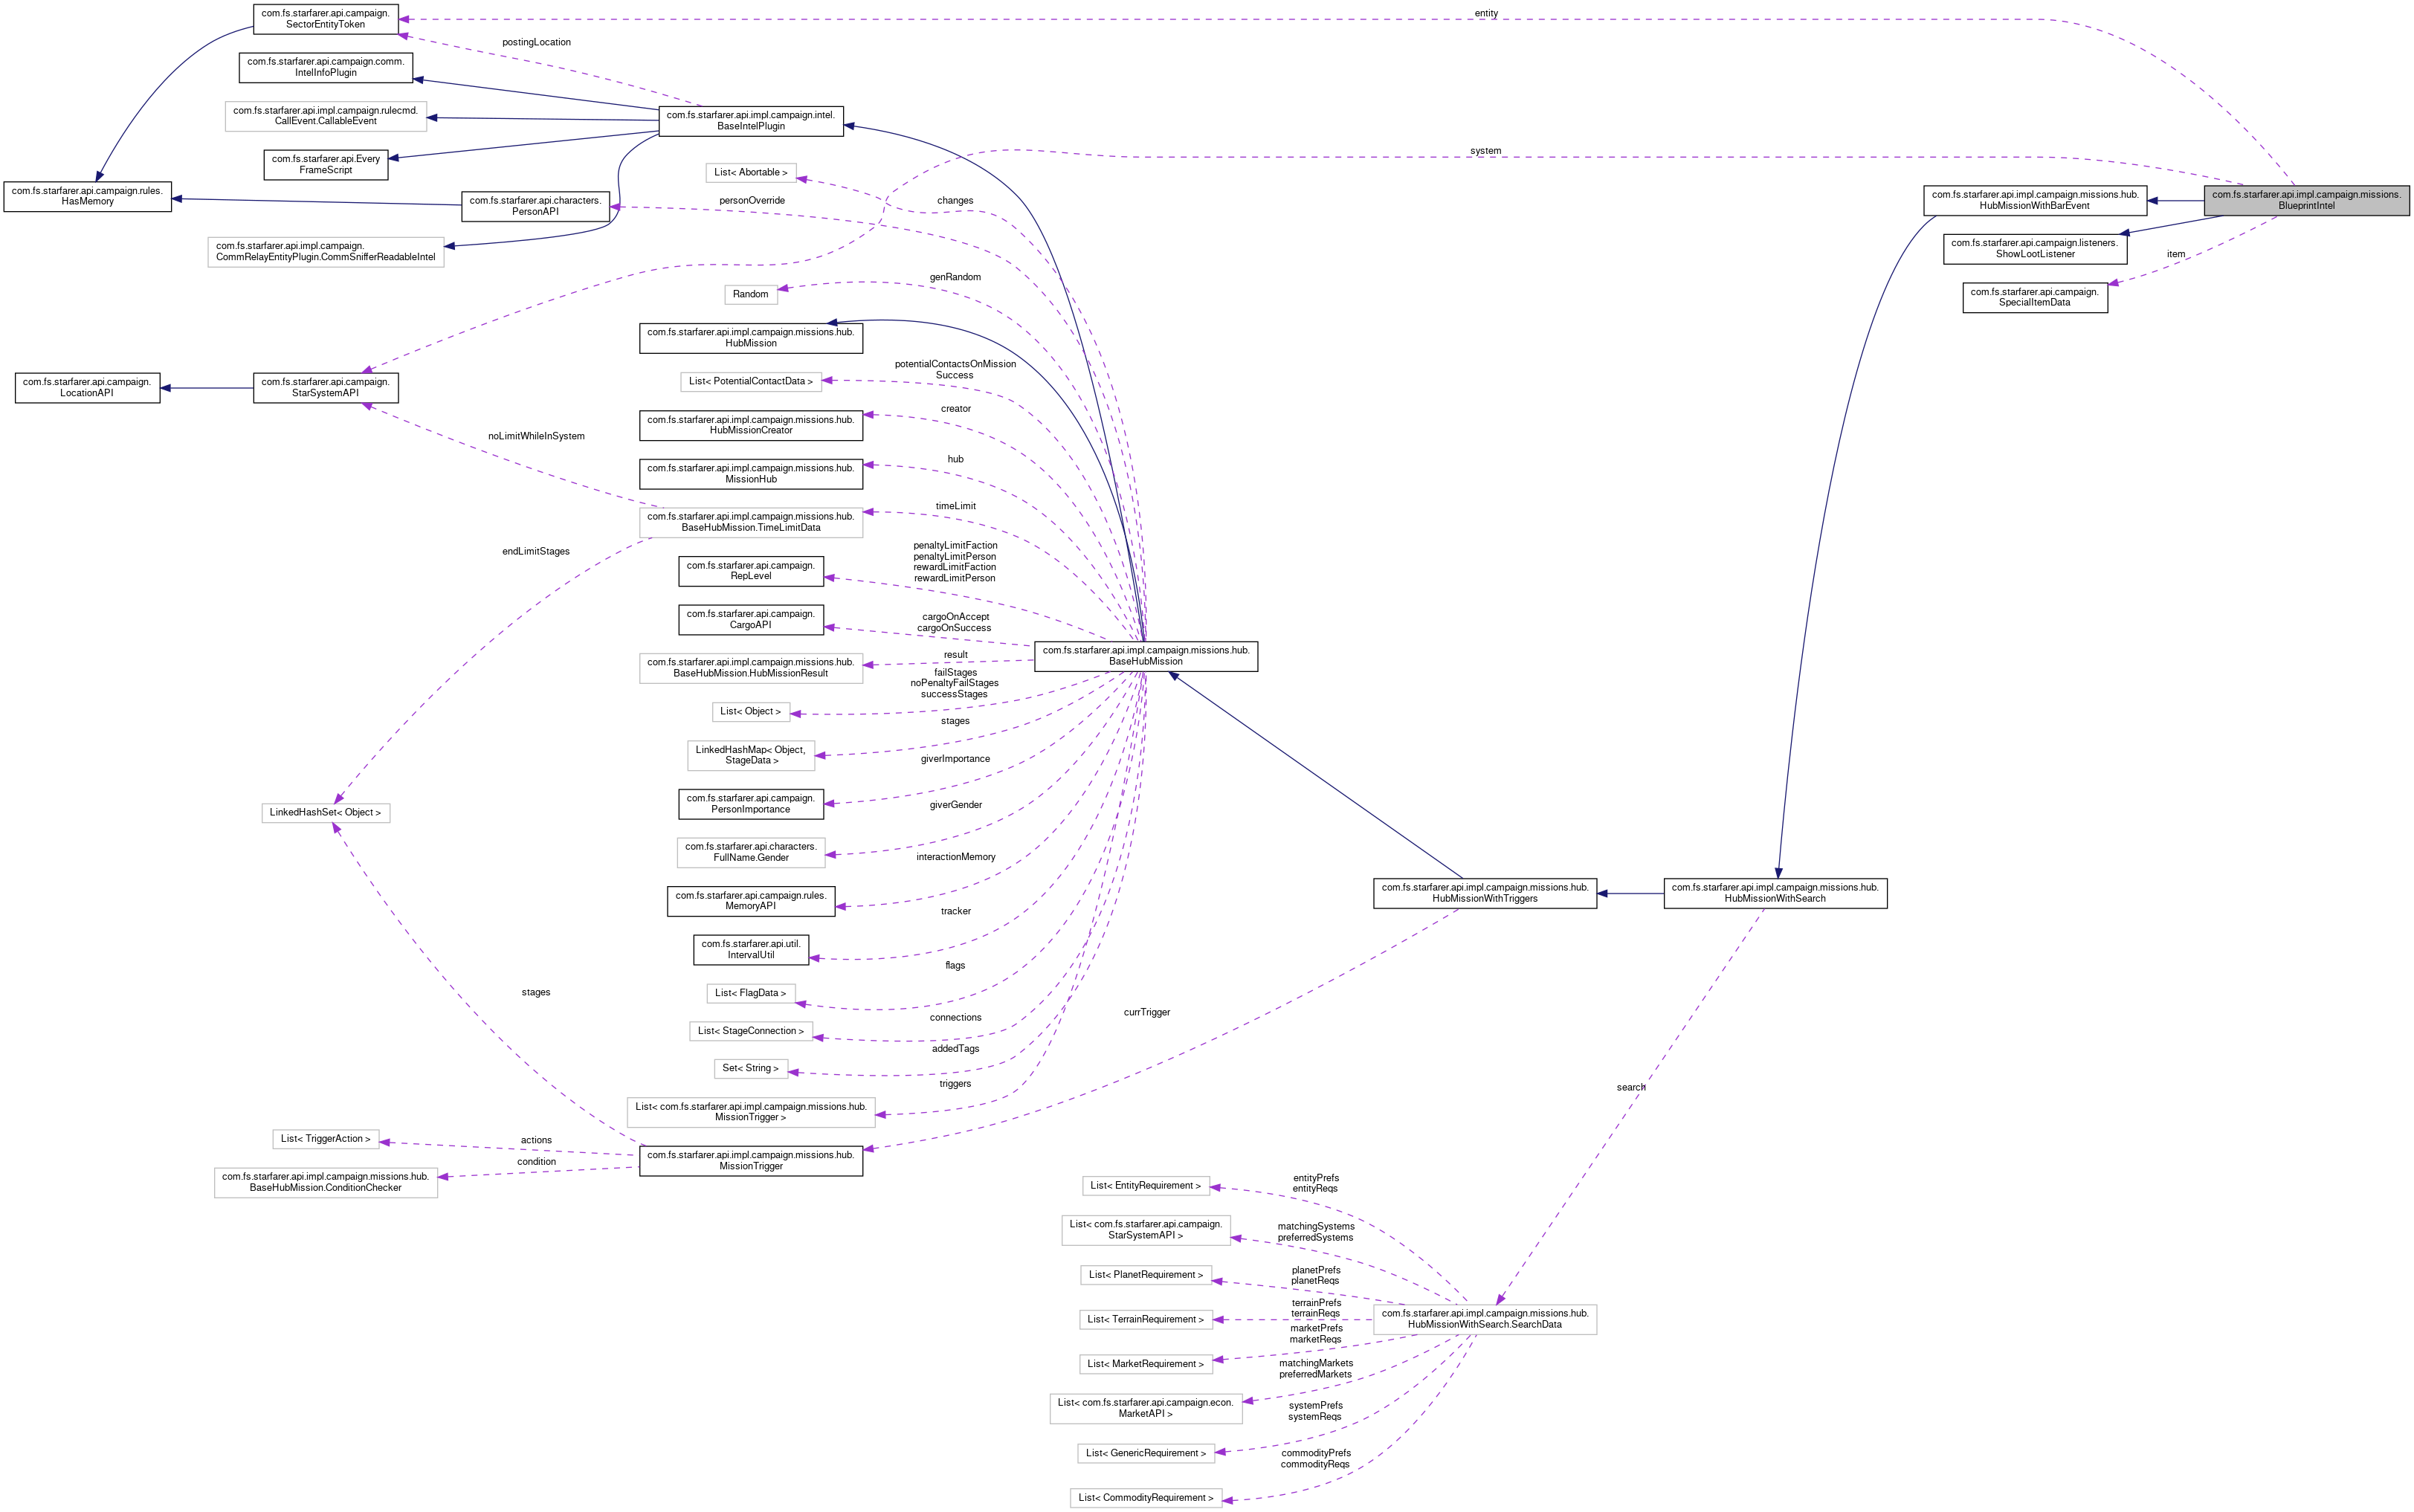 com.fs.starfarer.api.campaign.
SectorEntityToken
entity
postingLocation
com.fs.starfarer.api.campaign.comm.
IntelInfoPlugin
com.fs.starfarer.api.impl.campaign.rulecmd.
CallEvent.CallableEvent
com.fs.starfarer.api.impl.campaign.intel.
BaseIntelPlugin
com.fs.starfarer.api.Every
FrameScript
system
List< Abortable >
com.fs.starfarer.api.campaign.rules.
HasMemory
com.fs.starfarer.api.characters.
PersonAPI
personOverride
changes
com.fs.starfarer.api.impl.campaign.missions.hub.
HubMissionWithBarEvent
com.fs.starfarer.api.impl.campaign.missions.
BlueprintIntel
com.fs.starfarer.api.impl.campaign.
CommRelayEntityPlugin.CommSnifferReadableIntel
com.fs.starfarer.api.campaign.listeners.
ShowLootListener
item
genRandom
Random
com.fs.starfarer.api.campaign.
SpecialItemData
com.fs.starfarer.api.impl.campaign.missions.hub.
HubMission
potentialContactsOnMission
Success
List< PotentialContactData >
com.fs.starfarer.api.campaign.
LocationAPI
com.fs.starfarer.api.campaign.
StarSystemAPI
creator
com.fs.starfarer.api.impl.campaign.missions.hub.
HubMissionCreator
noLimitWhileInSystem
hub
com.fs.starfarer.api.impl.campaign.missions.hub.
MissionHub
timeLimit
com.fs.starfarer.api.impl.campaign.missions.hub.
BaseHubMission.TimeLimitData
endLimitStages
penaltyLimitFaction
penaltyLimitPerson
rewardLimitFaction
rewardLimitPerson
com.fs.starfarer.api.campaign.
RepLevel
com.fs.starfarer.api.campaign.
CargoAPI
cargoOnAccept
cargoOnSuccess
com.fs.starfarer.api.impl.campaign.missions.hub.
BaseHubMission
result
com.fs.starfarer.api.impl.campaign.missions.hub.
BaseHubMission.HubMissionResult
failStages
noPenaltyFailStages
successStages
List< Object >
stages
LinkedHashMap< Object,
StageData >
giverImportance
com.fs.starfarer.api.campaign.
PersonImportance
LinkedHashSet< Object >
giverGender
com.fs.starfarer.api.characters.
FullName.Gender
interactionMemory
com.fs.starfarer.api.campaign.rules.
MemoryAPI
com.fs.starfarer.api.impl.campaign.missions.hub.
HubMissionWithTriggers
com.fs.starfarer.api.impl.campaign.missions.hub.
HubMissionWithSearch
tracker
com.fs.starfarer.api.util.
IntervalUtil
flags
stages
List< FlagData >
connections
currTrigger
List< StageConnection >
addedTags
Set< String >
triggers
search
List< com.fs.starfarer.api.impl.campaign.missions.hub.
MissionTrigger >
List< TriggerAction >
actions
com.fs.starfarer.api.impl.campaign.missions.hub.
MissionTrigger
condition
com.fs.starfarer.api.impl.campaign.missions.hub.
BaseHubMission.ConditionChecker
List< EntityRequirement >
entityPrefs
entityReqs
List< com.fs.starfarer.api.campaign.
StarSystemAPI >
matchingSystems
preferredSystems
List< PlanetRequirement >
planetPrefs
planetReqs
List< TerrainRequirement >
terrainPrefs
terrainReqs
com.fs.starfarer.api.impl.campaign.missions.hub.
HubMissionWithSearch.SearchData
marketPrefs
marketReqs
List< MarketRequirement >
matchingMarkets
preferredMarkets
List< com.fs.starfarer.api.campaign.econ.
MarketAPI >
systemPrefs
systemReqs
List< GenericRequirement >
commodityPrefs
commodityReqs
List< CommodityRequirement >